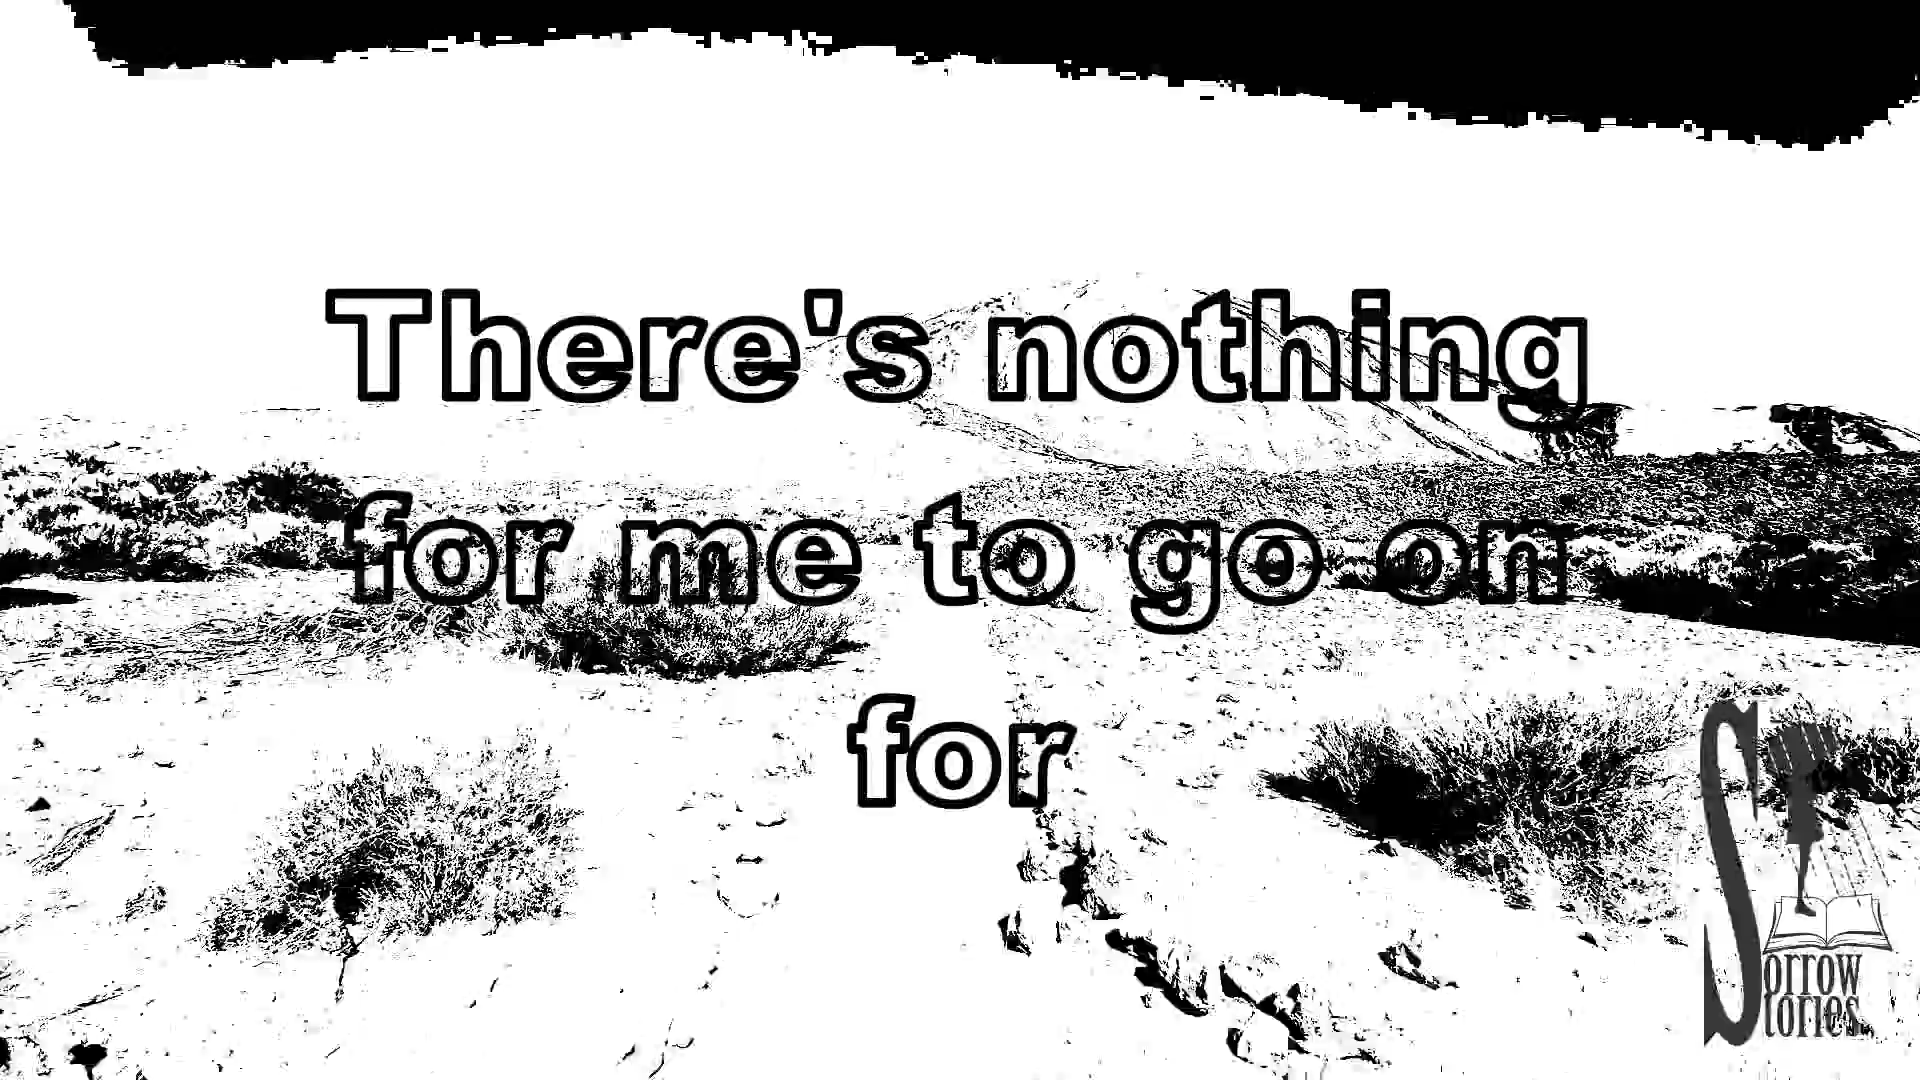 There's nothing
for me to go on
for
Sorrow
Stories